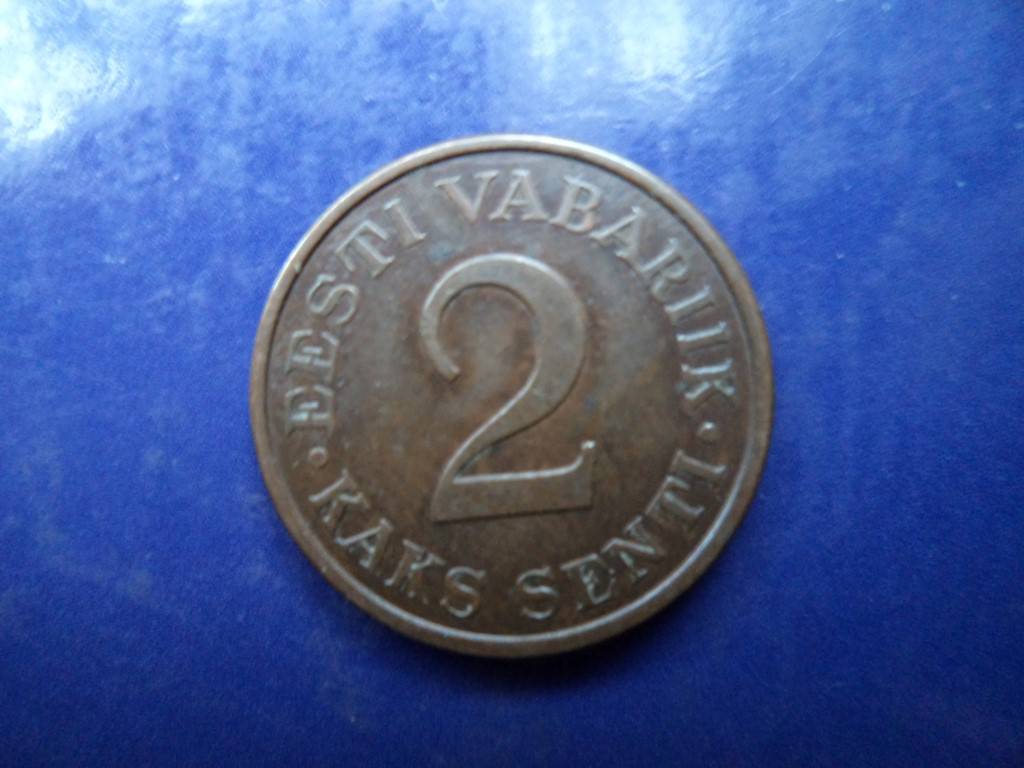 · EESTI VABARIIK ·
2
KAKS SENTI